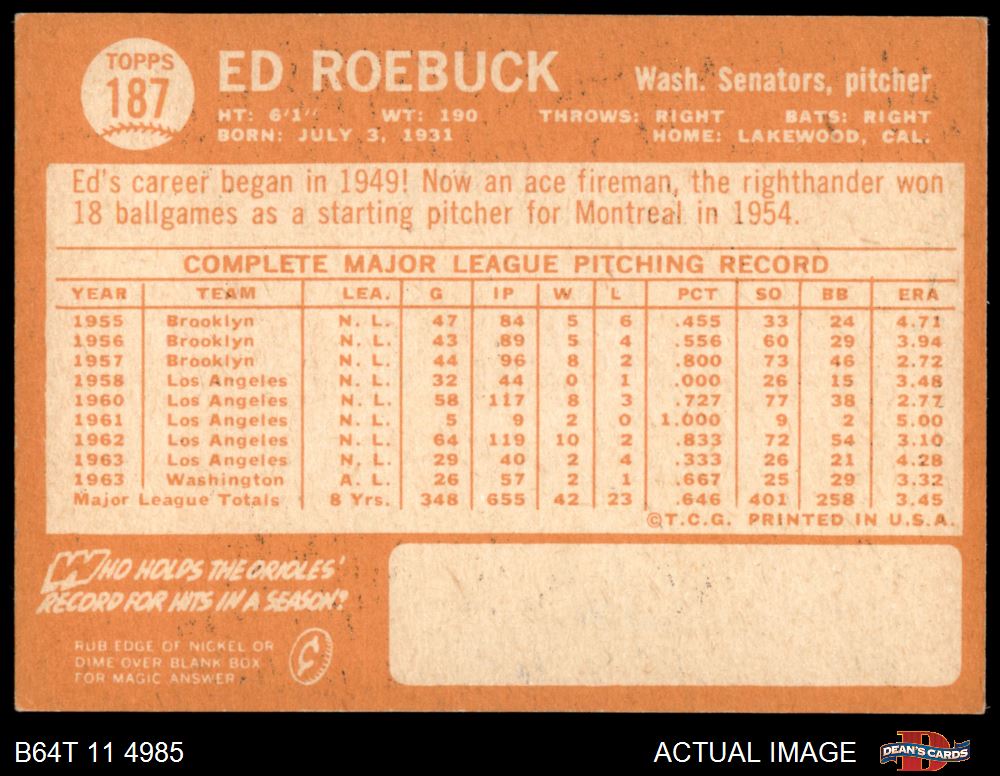 TOPPS
187
ED ROEBUCK
Wash. Senators, pitcher
HT: 6'1" WT: 190 THROWS: RIGHT BATS: RIGHT
BORN: JULY 3, 1931 HOME: LAKEWOOD, CAL.
Ed's career began in 1949! Now an ace fireman, the righthander won
18 ballgames as a starting pitcher for Montreal in 1954.
COMPLETE MAJOR LEAGUE PITCHING RECORD
YEAR TEAM LEA. G IP W L PCT SO BB ERA
1955 Brooklyn N. L. 47 84 5 6 .455 33 24 4.71
1956 Brooklyn N. L. 43 89 5 4 .556 60 29 3.94
1957 Brooklyn N. L. 44 96 8 2 .800 73 46 2.72
1958 Los Angeles N. L. 32 44 0 1 .000 26 15 3.48
1960 Los Angeles N. L. 58 117 8 3 .727 77 38 2.77
1961 Los Angeles N. L. 5 9 2 0 1.000 9 2 5.00
1962 Los Angeles N. L. 64 119 10 2 .833 72 54 3.10
1963 Los Angeles N. L. 29 40 2 4 .333 26 21 4.28
1963 Washington A. L. 26 57 2 1 .667 25 29 3.32
Major League Totals 8 Yrs. 348 655 42 23 .646 401 258 3.45
©T.C.G. PRINTED IN U.S.A.
WHO HOLDS THE ORIOLES'
RECORD FOR HITS IN A SEASON?
RUB EDGE OF NICKEL OR
DIME OVER BLANK BOX
FOR MAGIC ANSWER
B64T 11 4985
ACTUAL IMAGE
D
DEAN'S CARDS